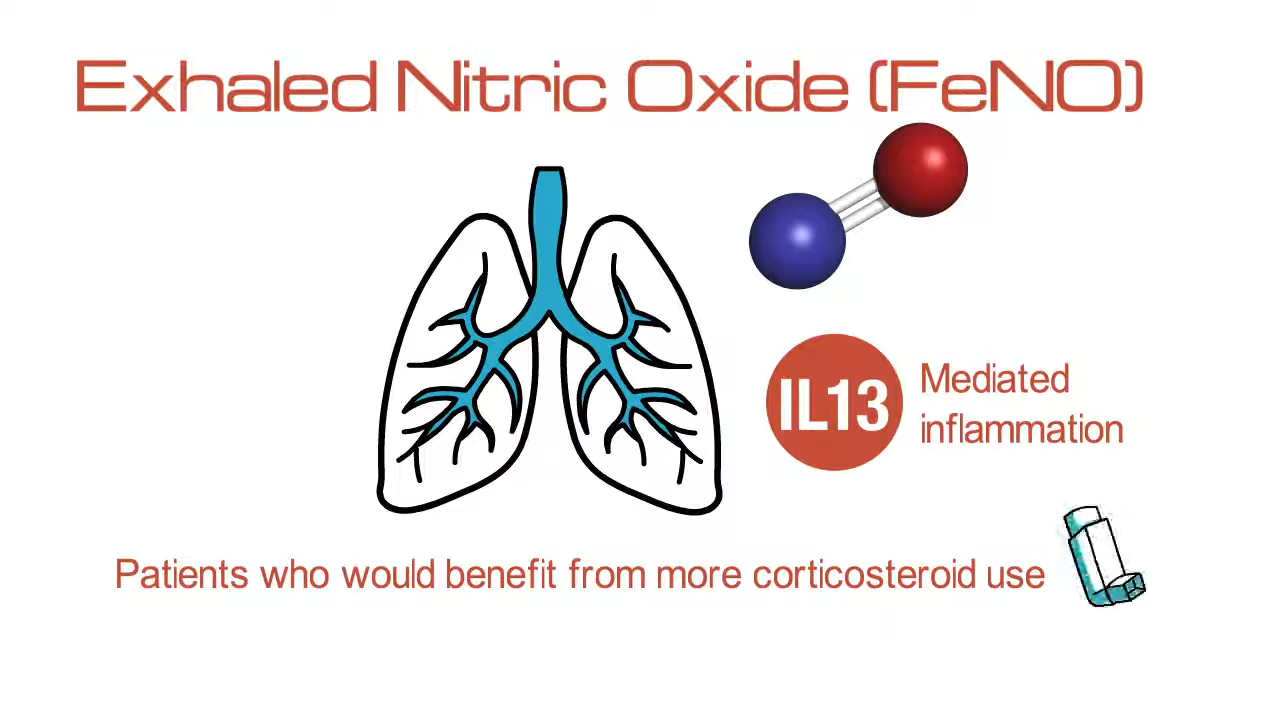 Exhaled Nitric Oxide (FeNO)
IL13
Mediated
inflammation
Patients who would benefit from more corticosteroid use